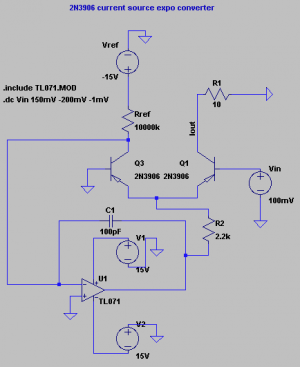 2N3906 current source expo converter
Vref
-15V
R1
10
.include TL071.MOD
.dc Vin 150mV -200mV -1mV
Rref
10000k
Iout
Q3
Q1
2N3906
2N3906
Vin
100mV
C1
100pF
R2
2.2k
V1
15V
U1
TL071
V2
15V